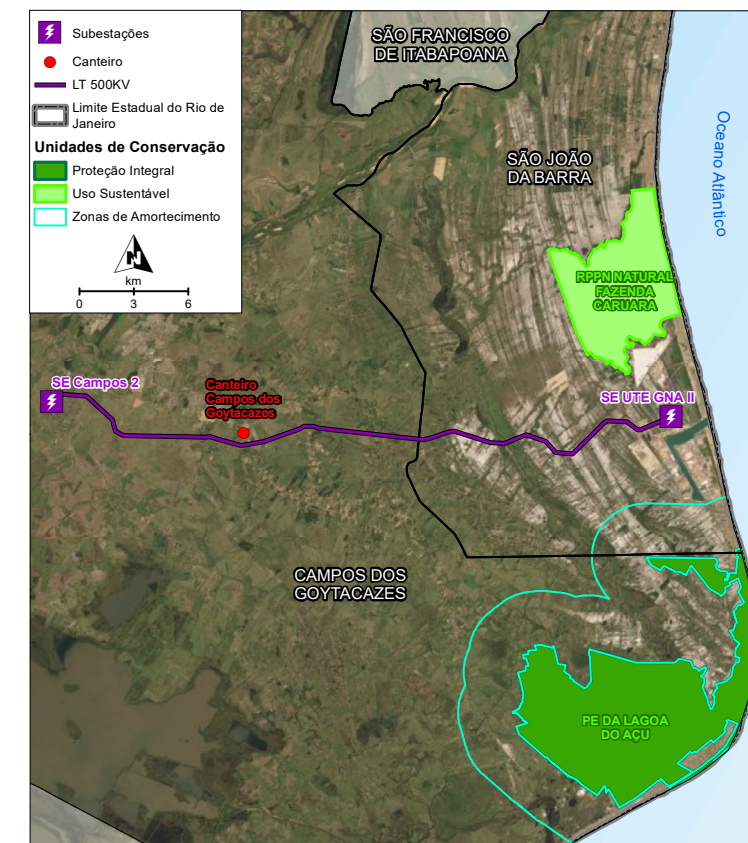 Subestações
Canteiro
LT 500KV
Limite Estadual do Rio de
Janeiro
Unidades de Conservação
Proteção Integral
Uso Sustentável
Zonas de Amortecimento
N
km
0 3 6
SÃO FRANCISCO
DE ITABAPOANA
SÃO JOÃO
DA BARRA
Oceano Atlântico
RPPN NATURAL
FAZENDA
CARUARA
SE Campos 2
Canteiro
Campos dos
Goytacazes
SE UTE GNA II
CAMPOS DOS
GOYTACAZES
PE DA LAGOA
DO AÇU